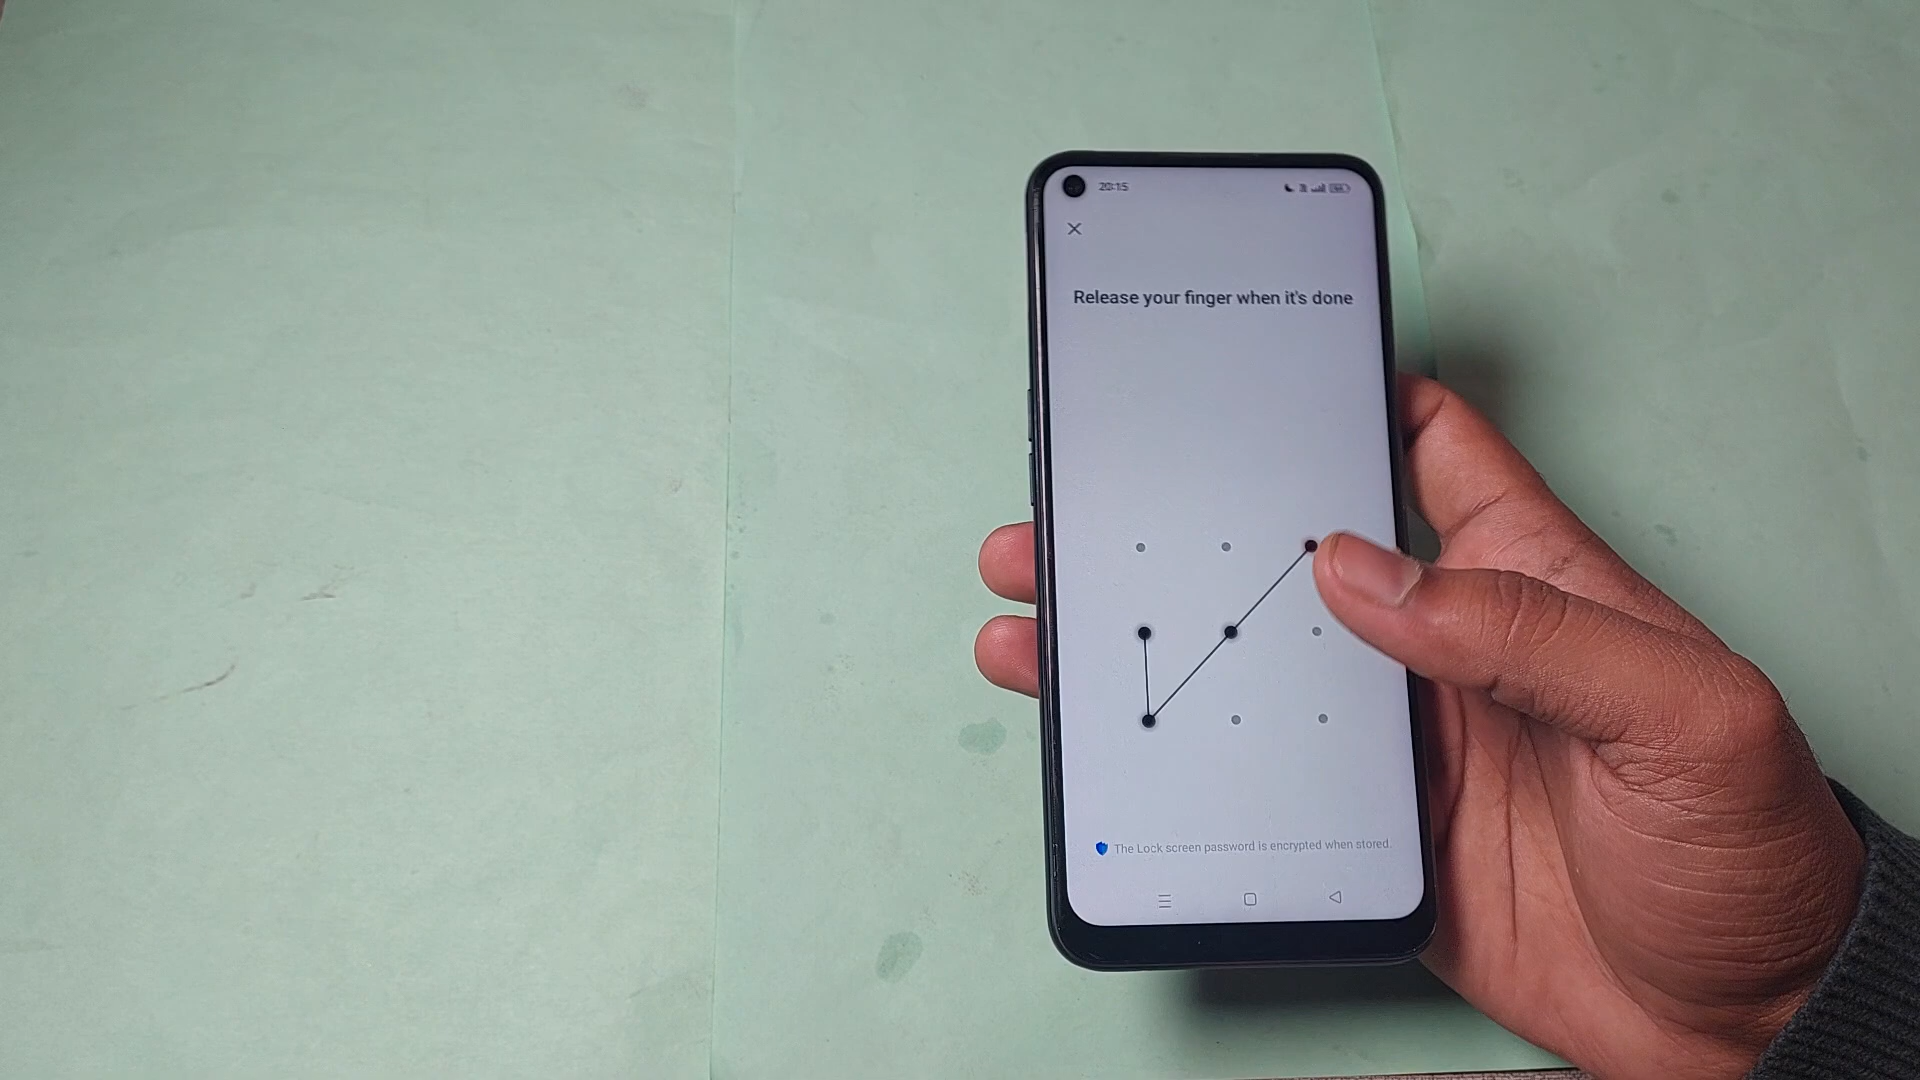 20:15
Release your finger when it's done
The Lock screen password is encrypted when stored.